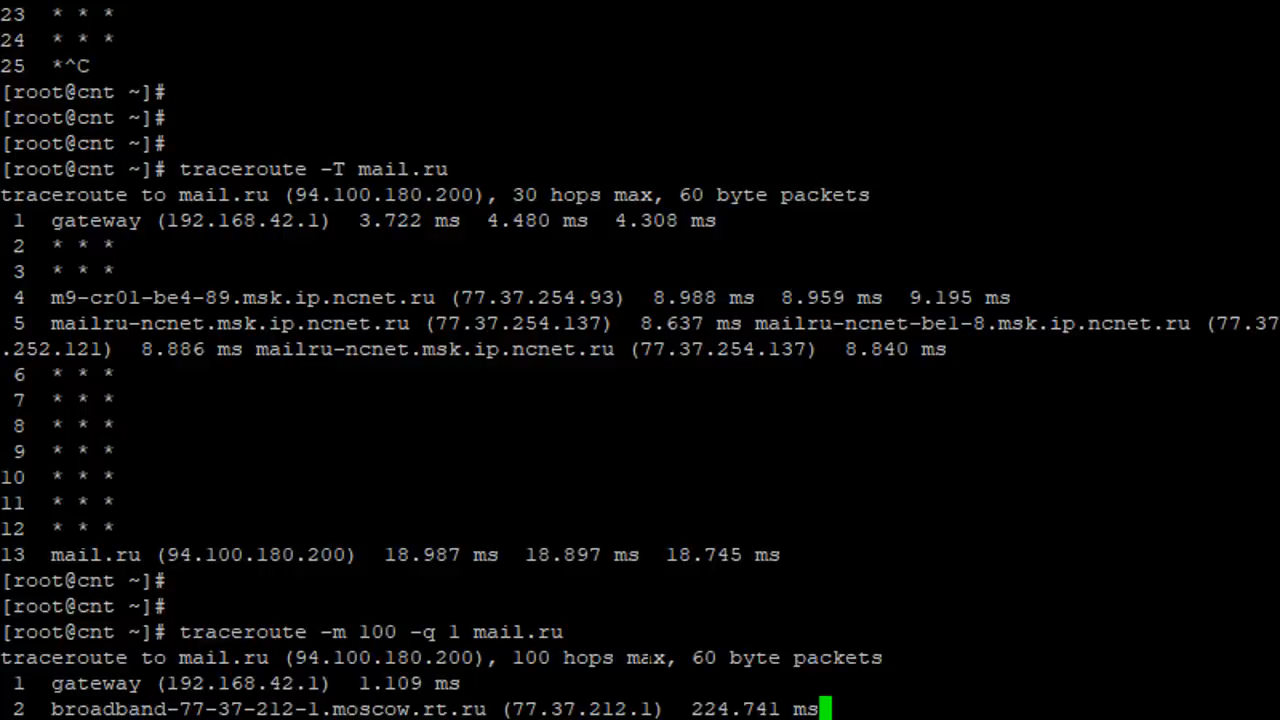 23  * * *
24  * * *
25  *^C
[root@cnt ~]#
[root@cnt ~]#
[root@cnt ~]#
[root@cnt ~]# traceroute -T mail.ru
traceroute to mail.ru (94.100.180.200), 30 hops max, 60 byte packets
 1  gateway (192.168.42.1)  3.722 ms  4.480 ms  4.308 ms
 2  * * *
 3  * * *
 4  m9-cr01-be4-89.msk.ip.ncnet.ru (77.37.254.93)  8.988 ms  8.959 ms  9.195 ms
 5  mailru-ncnet.msk.ip.ncnet.ru (77.37.254.137)  8.637 ms mailru-ncnet-be1-8.msk.ip.ncnet.ru (77.37
.252.121)  8.886 ms mailru-ncnet.msk.ip.ncnet.ru (77.37.254.137)  8.840 ms
 6  * * *
 7  * * *
 8  * * *
 9  * * *
10  * * *
11  * * *
12  * * *
13  mail.ru (94.100.180.200)  18.987 ms  18.897 ms  18.745 ms
[root@cnt ~]#
[root@cnt ~]#
[root@cnt ~]# traceroute -m 100 -q 1 mail.ru
traceroute to mail.ru (94.100.180.200), 100 hops max, 60 byte packets
 1  gateway (192.168.42.1)  1.109 ms
 2  broadband-77-37-212-1.moscow.rt.ru (77.37.212.1)  224.741 ms